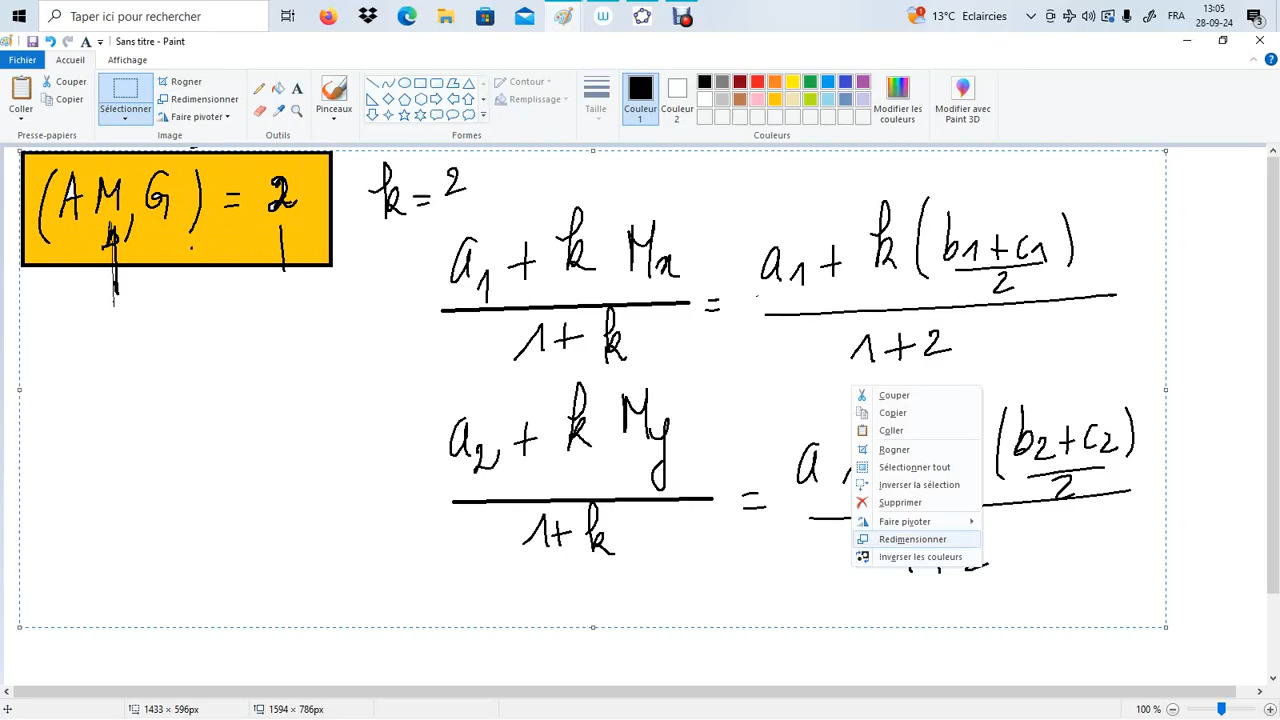 Taper ici pour rechercher
13°C Eclaircies
FRA
13:05
28-09-24
3
Sans titre - Paint
Fichier
Accueil
Affichage
Coller
Couper
Copier
Presse-papiers
Sélectionner
Rogner
Redimensionner
Faire pivoter
Image
A
Outils
Pinceaux
Contour
Remplissage
Formes
Taille
Couleur 1
Couleur 2
Modifier les couleurs
Couleurs
Modifier avec Paint 3D
(A M, G) = 2
k = 2
a1 + k Mx / 1 + k = a1 + k (b1 + c1 / 2) / 1 + 2
a2 + k My / 1 + k = a (b2 + c2 / 2)
Couper
Copier
Coller
Rogner
Sélectionner tout
Inverser la sélection
Supprimer
Faire pivoter
Redimensionner
Inverser les couleurs
1433 × 596px
1594 × 786px
100 %